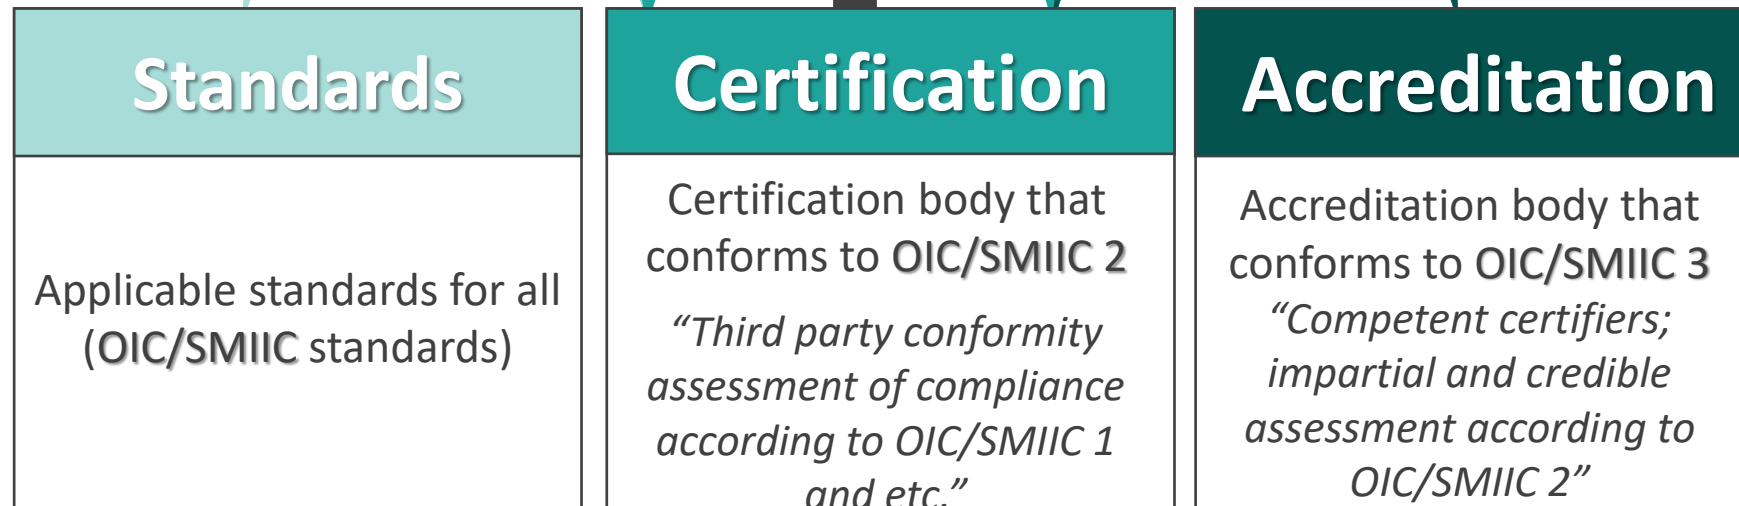 Standards
Applicable standards for all
(OIC/SMIIC standards)
Certification
Certification body that
conforms to OIC/SMIIC 2
“Third party conformity
assessment of compliance
according to OIC/SMIIC 1
and etc.”
Accreditation
Accreditation body that
conforms to OIC/SMIIC 3
“Competent certifiers;
impartial and credible
assessment according to
OIC/SMIIC 2”